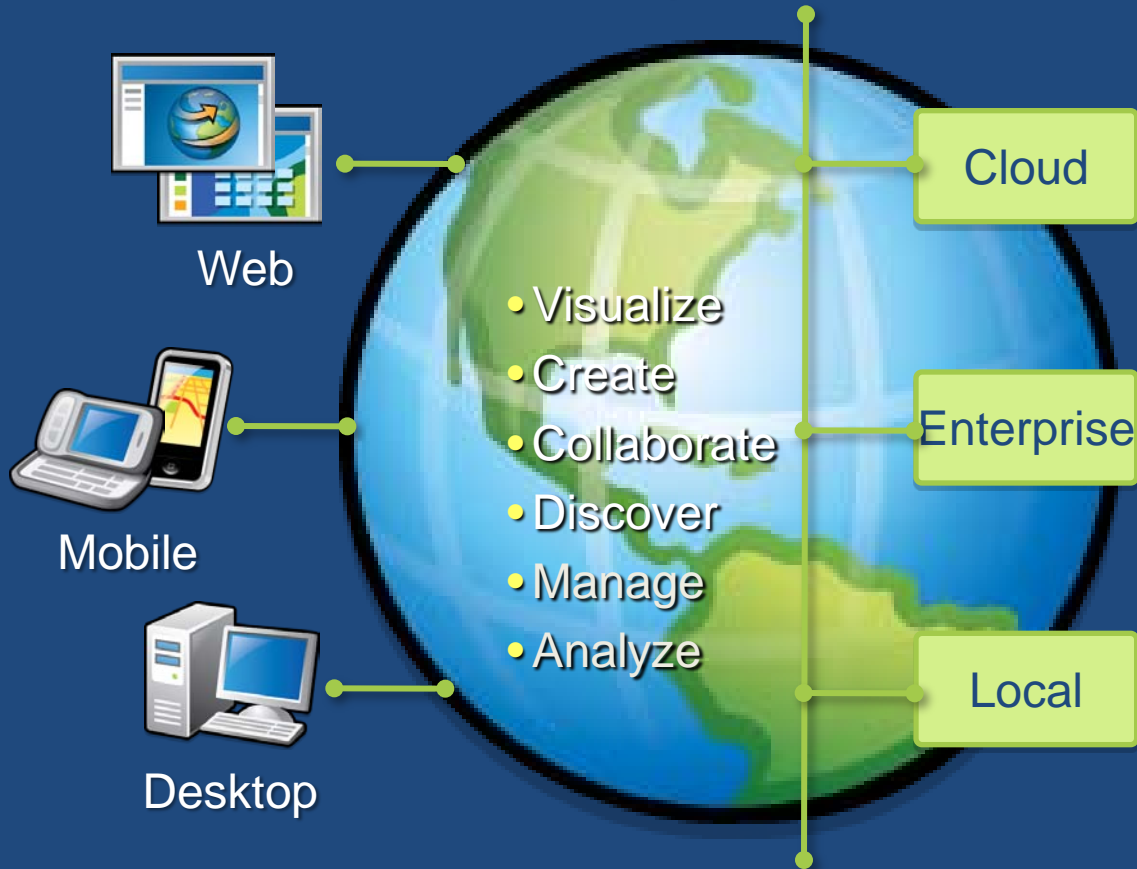 Web
Mobile
Desktop
• Visualize
• Create
• Collaborate
• Discover
• Manage
• Analyze
Cloud
Enterprise
Local